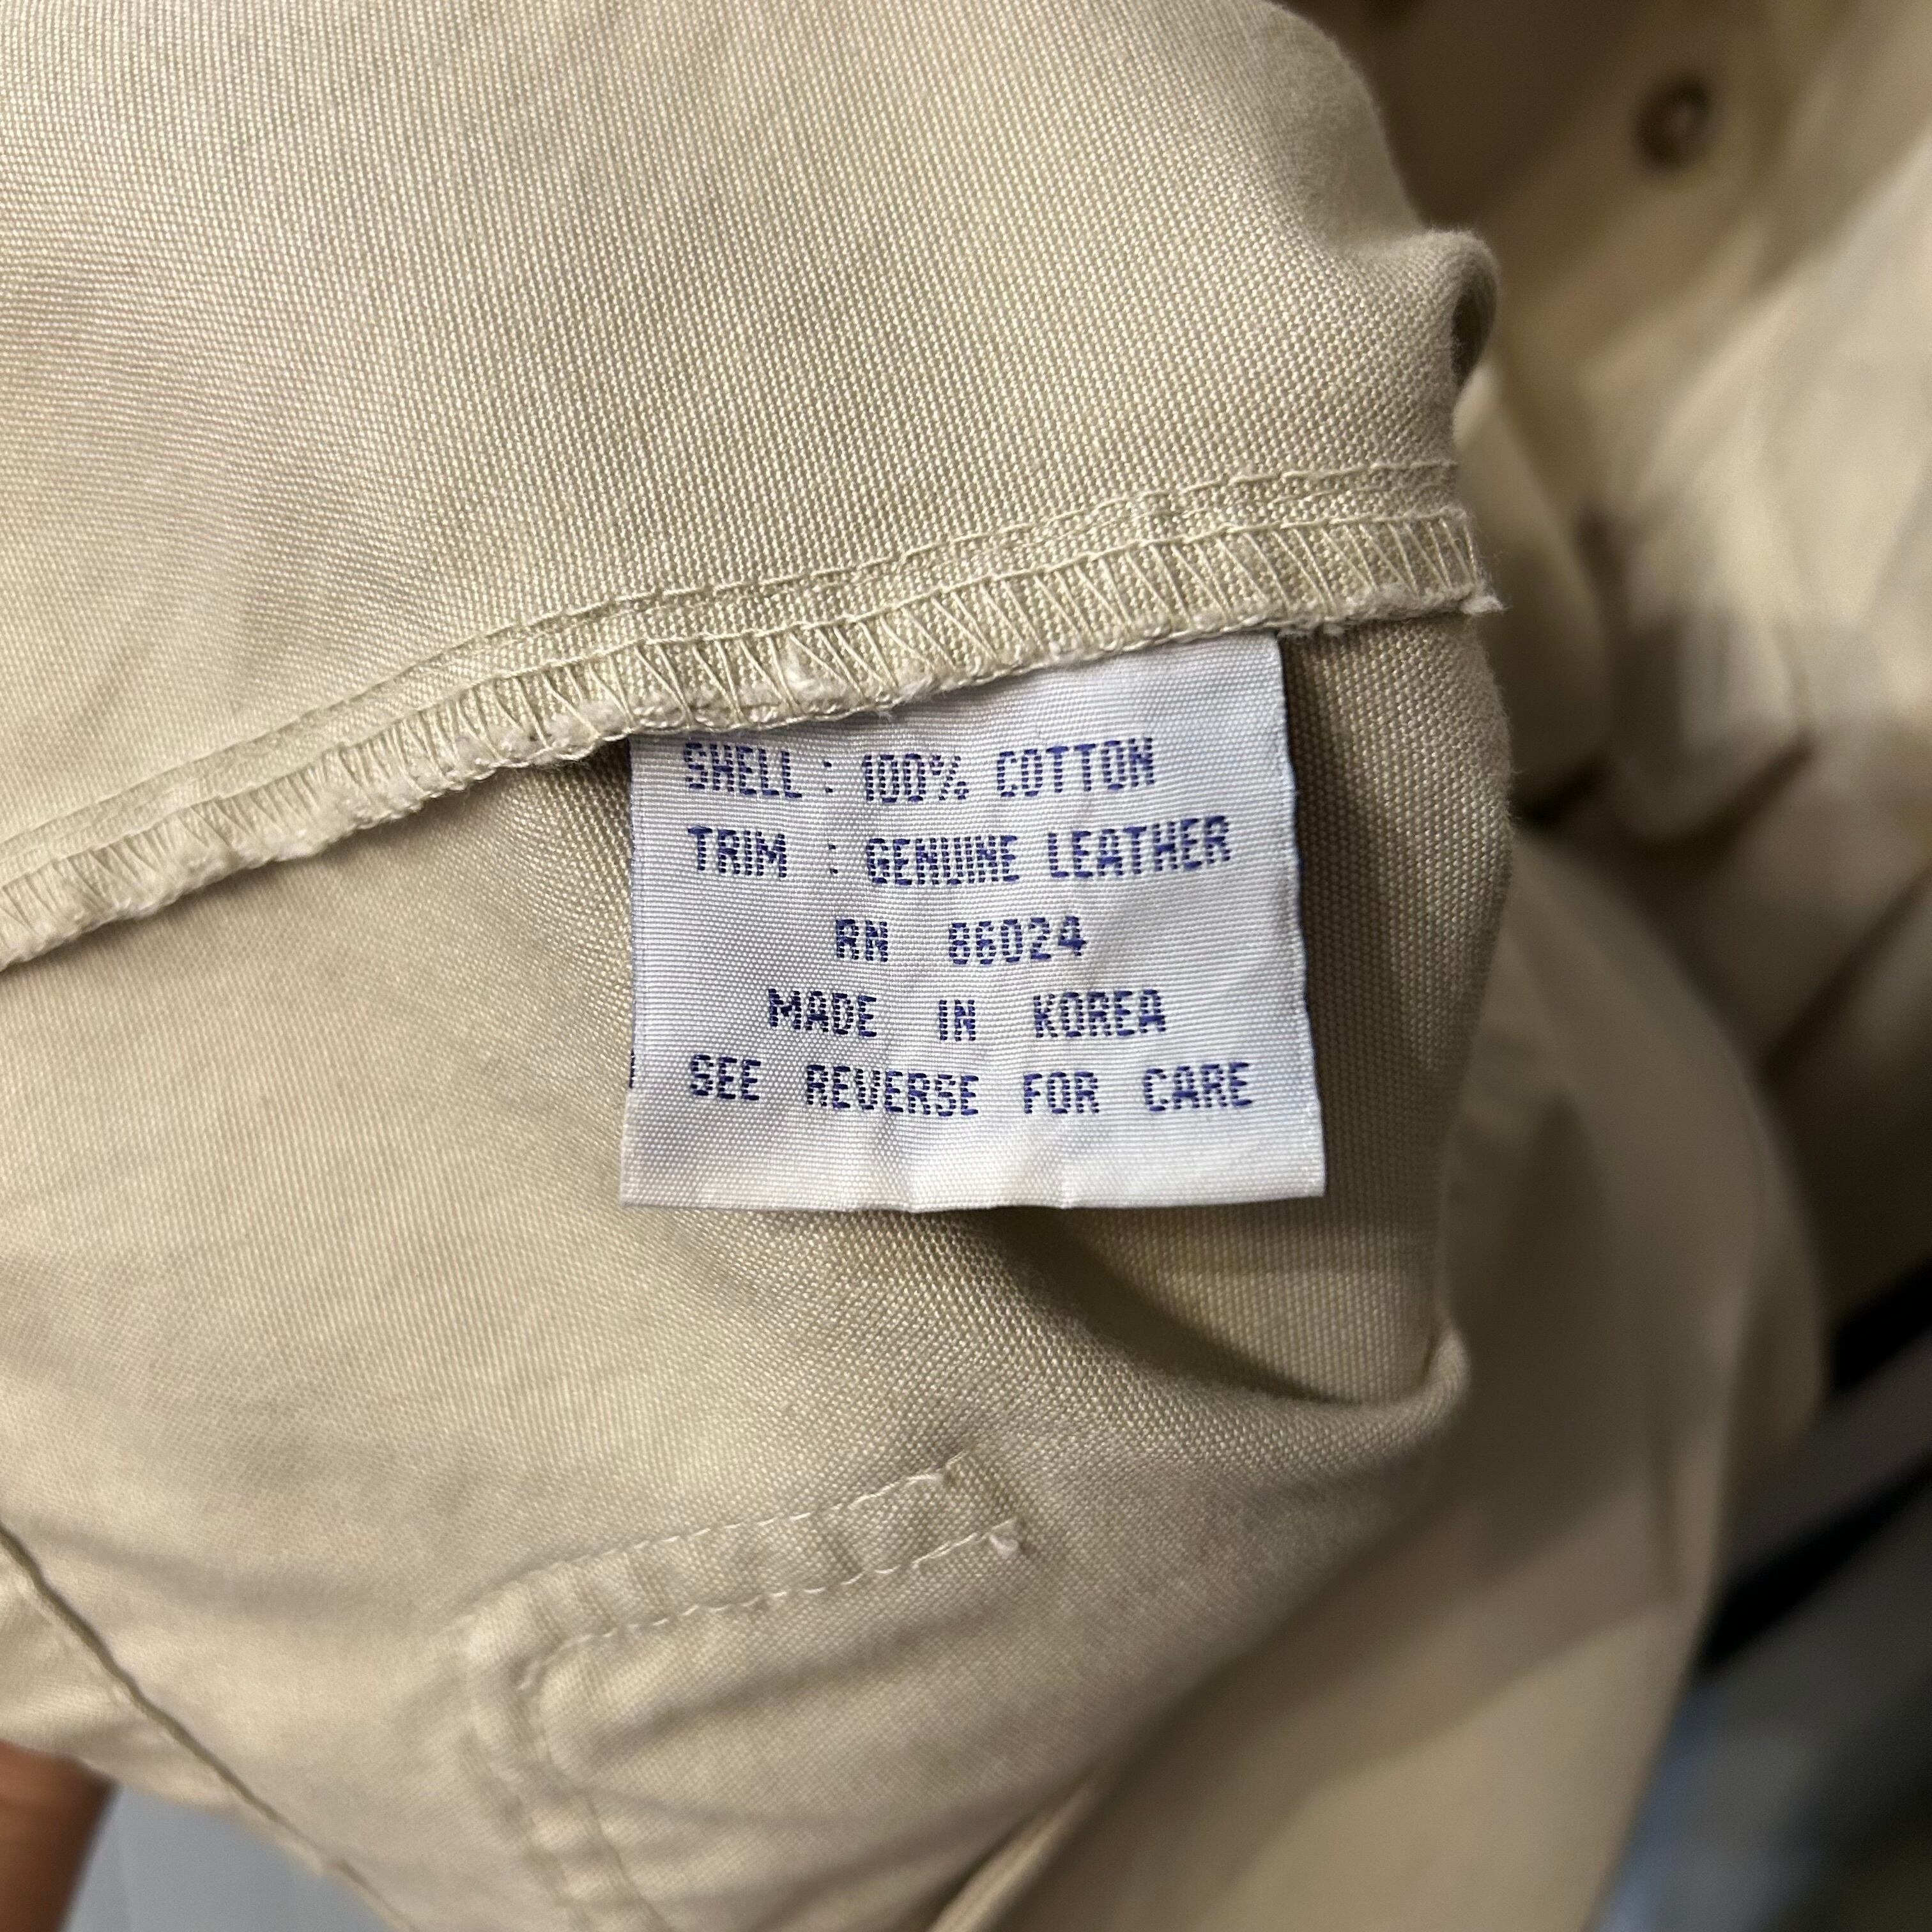 SHELL : 100% COTTON
TRIM : GENUINE LEATHER
RN 86024
MADE IN KOREA
SEE REVERSE FOR CARE